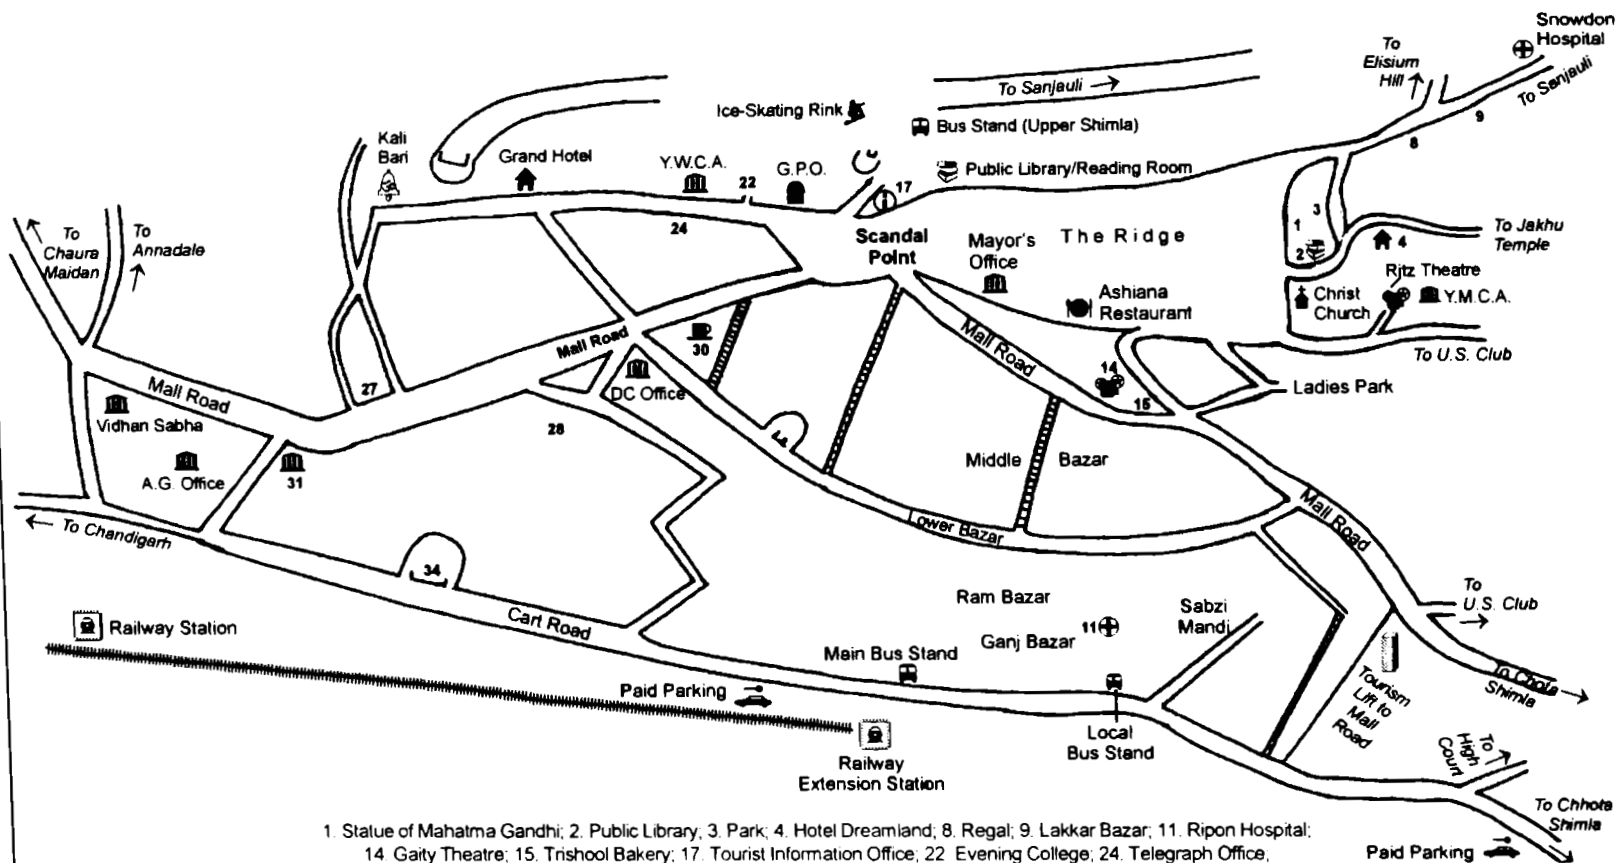 Snowdon
Hospital
To
Elisium
Hill
To Sanjauli
To Sanjauli
9
8
Ice-Skating Rink
Bus Stand (Upper Shimla)
Kali
Bari
Grand Hotel
Y.W.C.A.
22
G.P.O.
17
Public Library/Reading Room
24
Scandal
Point
Mayor's
Office
The Ridge
1
3
2
4
To Jakhu
Temple
To
Chaura
Maidan
To
Annadale
Ashiana
Restaurant
Christ
Church
Ritz Theatre
Y.M.C.A.
To U.S. Club
Mall Road
30
Mall Road
14
15
Ladies Park
DC Office
27
28
Mall Road
Vidhan Sabha
A.G. Office
31
Middle Bazar
Mall Road
Lower Bazar
To Chandigarh
34
Cart Road
Railway Station
Ram Bazar
Ganj Bazar
11
Sabzi
Mandi
To
U.S. Club
Main Bus Stand
Paid Parking
Tourism
Lift to
Mall
Road
To Chota
Shimla
Local
Bus Stand
Railway
Extension Station
To
High
Court
To Chhota
Shimla
Paid Parking
1. Statue of Mahatma Gandhi; 2. Public Library; 3. Park; 4. Hotel Dreamland; 8. Regal; 9. Lakkar Bazar; 11. Ripon Hospital;
14. Gaity Theatre; 15. Trishool Bakery; 17. Tourist Information Office; 22 Evening College; 24. Telegraph Office,